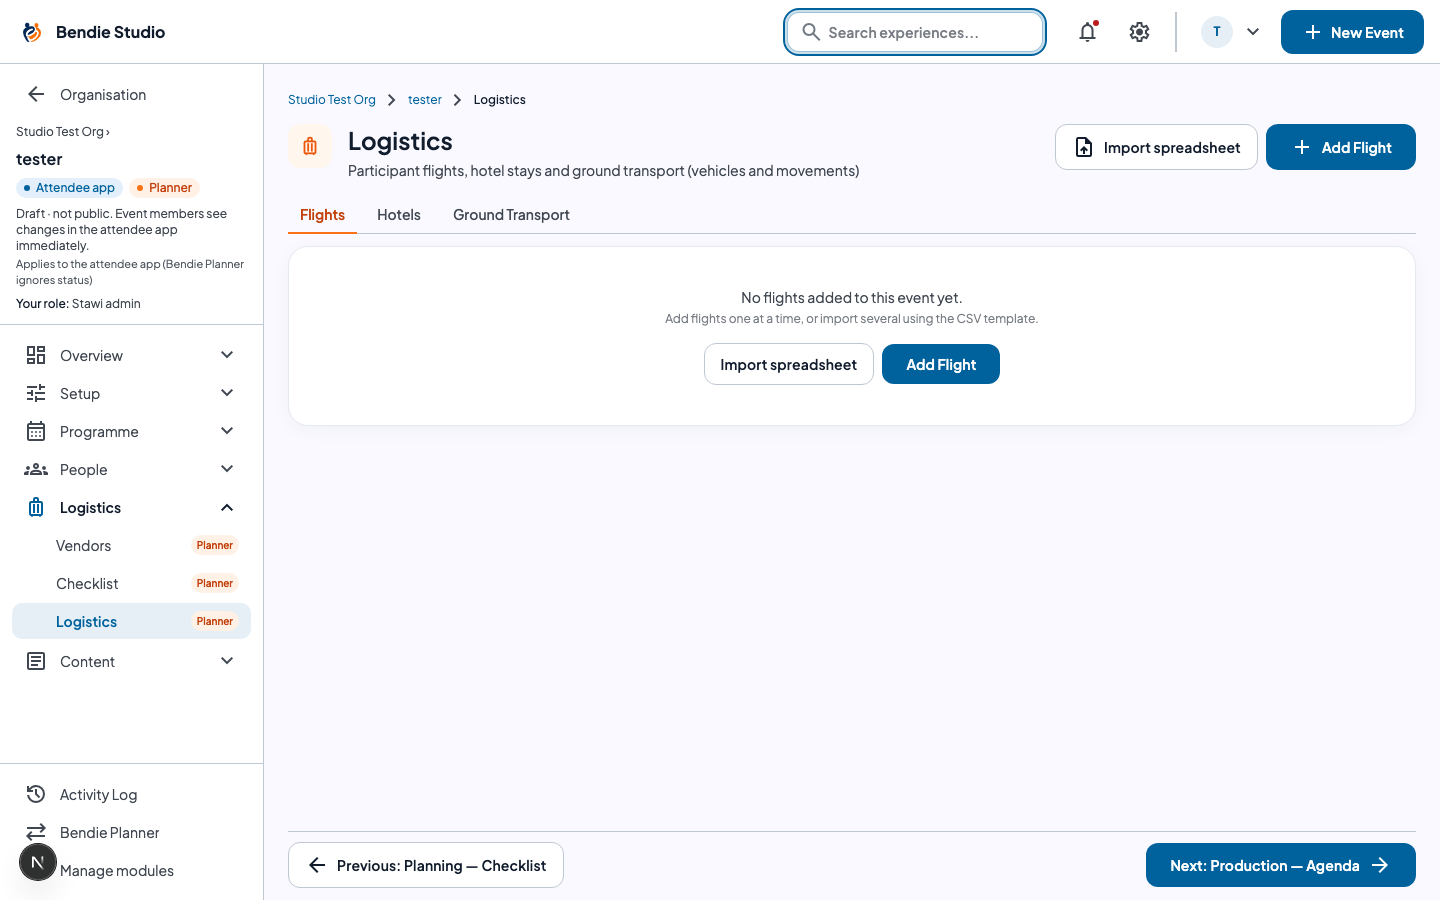 Bendie Studio
Search experiences...
T
New Event
Organisation
Studio Test Org ›
tester
Attendee app
Planner
Draft · not public. Event members see
changes in the attendee app
immediately.
Applies to the attendee app (Bendie Planner
ignores status)
Your role: Stawi admin
Overview
Setup
Programme
People
Logistics
Vendors Planner
Checklist Planner
Logistics Planner
Content
Activity Log
Bendie Planner
N
Manage modules
Studio Test Org
tester
Logistics
Logistics
Participant flights, hotel stays and ground transport (vehicles and movements)
Import spreadsheet
Add Flight
Flights
Hotels
Ground Transport
No flights added to this event yet.
Add flights one at a time, or import several using the CSV template.
Import spreadsheet
Add Flight
Previous: Planning — Checklist
Next: Production — Agenda